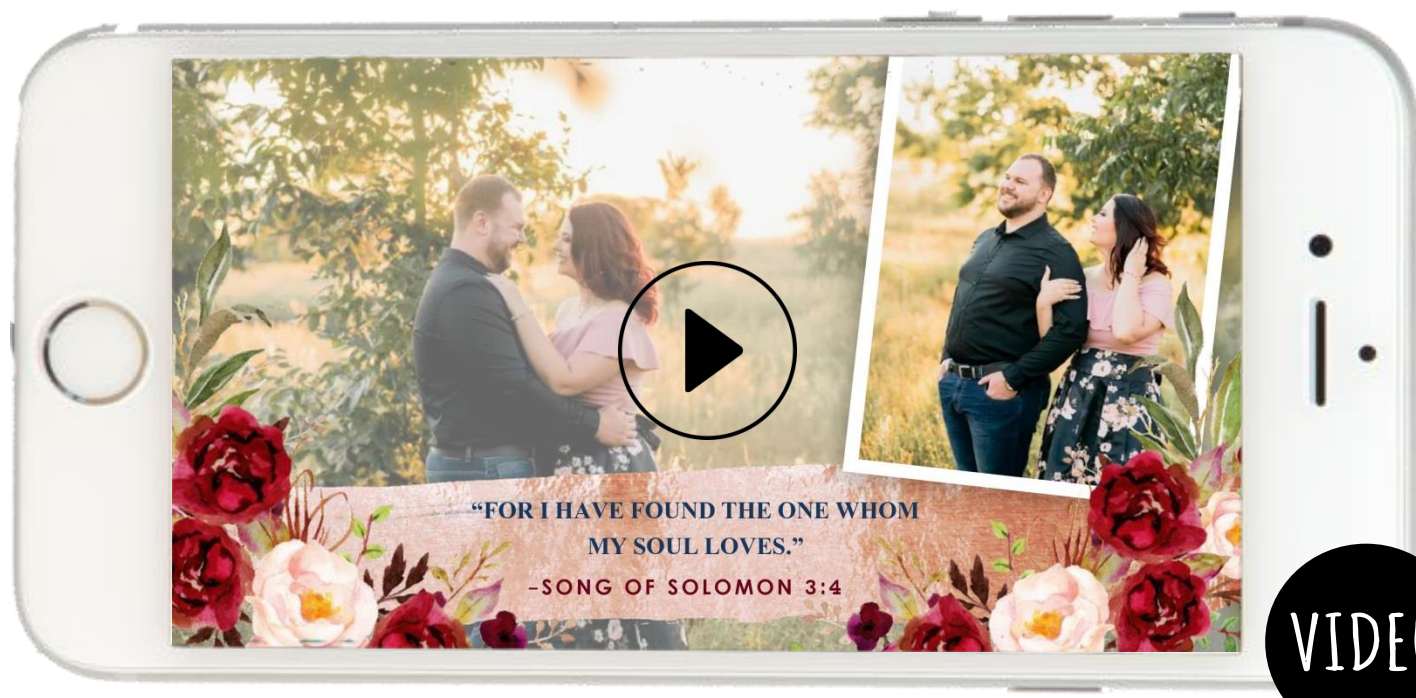 “FOR I HAVE FOUND THE ONE WHOM
MY SOUL LOVES.”
–SONG OF SOLOMON 3:4